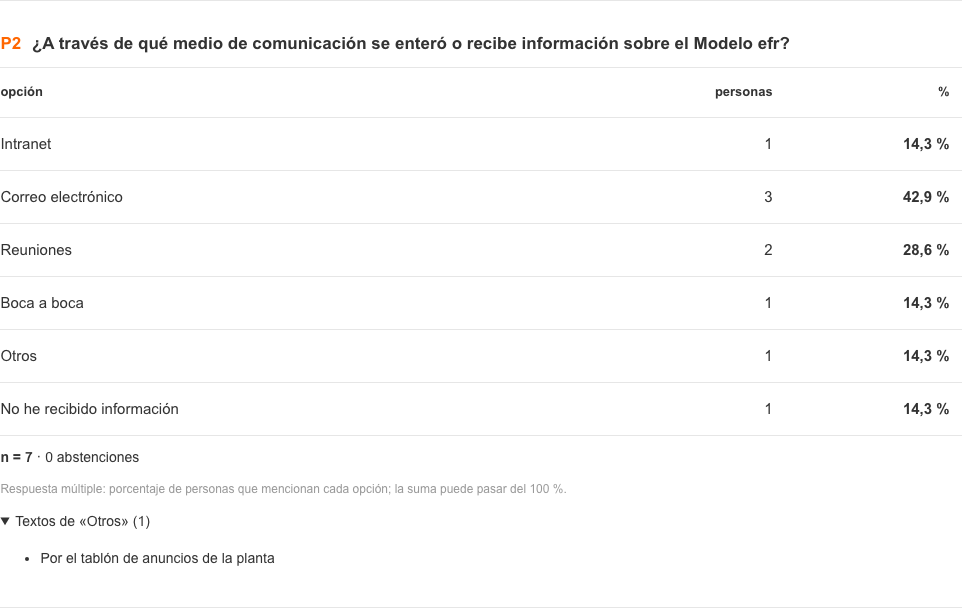 P2 ¿A través de qué medio de comunicación se enteró o recibe información sobre el Modelo efr?
opción personas %
Intranet 1 14,3 %
Correo electrónico 3 42,9 %
Reuniones 2 28,6 %
Boca a boca 1 14,3 %
Otros 1 14,3 %
No he recibido información 1 14,3 %
n = 7 · 0 abstenciones
Respuesta múltiple: porcentaje de personas que mencionan cada opción; la suma puede pasar del 100 %.
▼ Textos de «Otros» (1)
• Por el tablón de anuncios de la planta